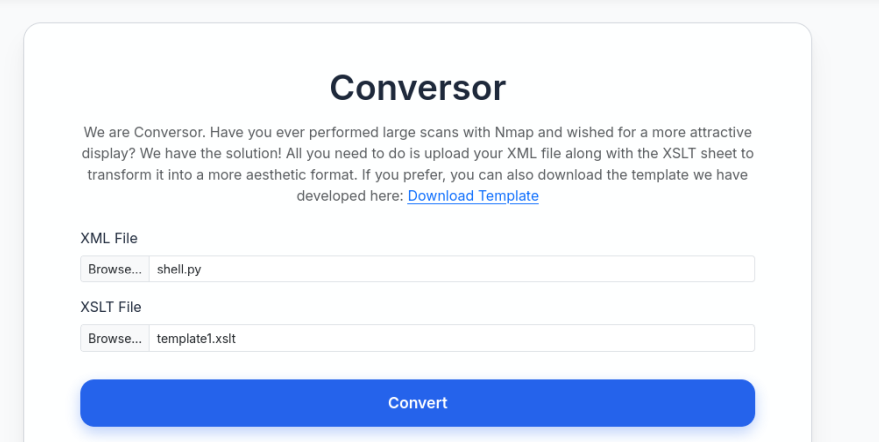 Conversor
We are Conversor. Have you ever performed large scans with Nmap and wished for a more attractive
display? We have the solution! All you need to do is upload your XML file along with the XSLT sheet to
transform it into a more aesthetic format. If you prefer, you can also download the template we have
developed here: Download Template
XML File
Browse... shell.py
XSLT File
Browse... template1.xslt
Convert